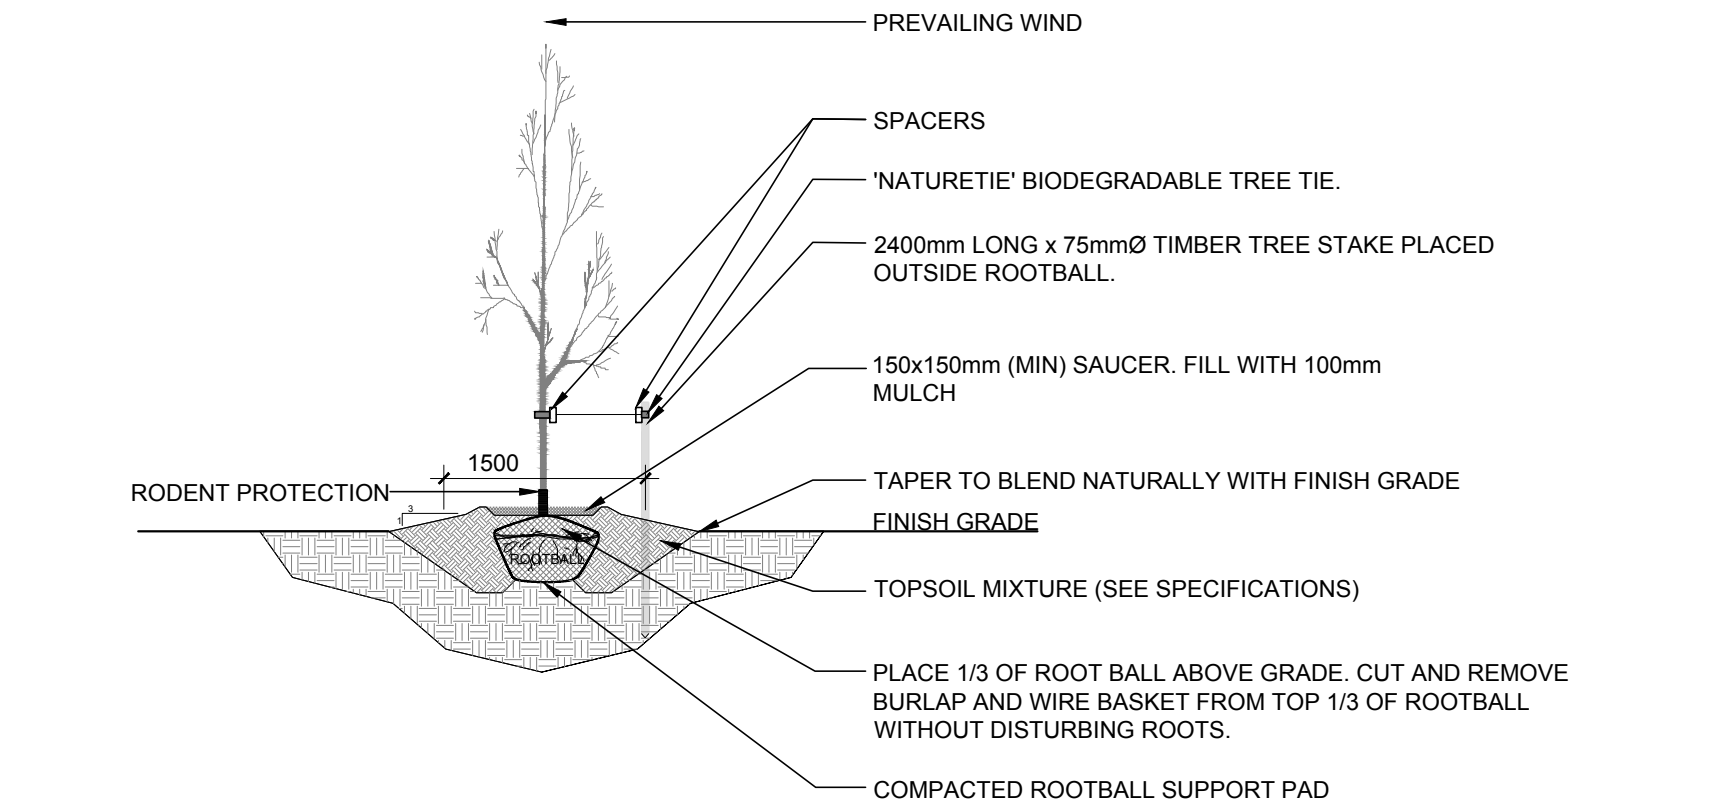 PREVAILING WIND
SPACERS
'NATURETIE' BIODEGRADABLE TREE TIE.
2400mm LONG x 75mmØ TIMBER TREE STAKE PLACED
OUTSIDE ROOTBALL.
150x150mm (MIN) SAUCER. FILL WITH 100mm
MULCH
1500
TAPER TO BLEND NATURALLY WITH FINISH GRADE
RODENT PROTECTION
3
1
FINISH GRADE
ROOTBALL
TOPSOIL MIXTURE (SEE SPECIFICATIONS)
PLACE 1/3 OF ROOT BALL ABOVE GRADE. CUT AND REMOVE
BURLAP AND WIRE BASKET FROM TOP 1/3 OF ROOTBALL
WITHOUT DISTURBING ROOTS.
COMPACTED ROOTBALL SUPPORT PAD